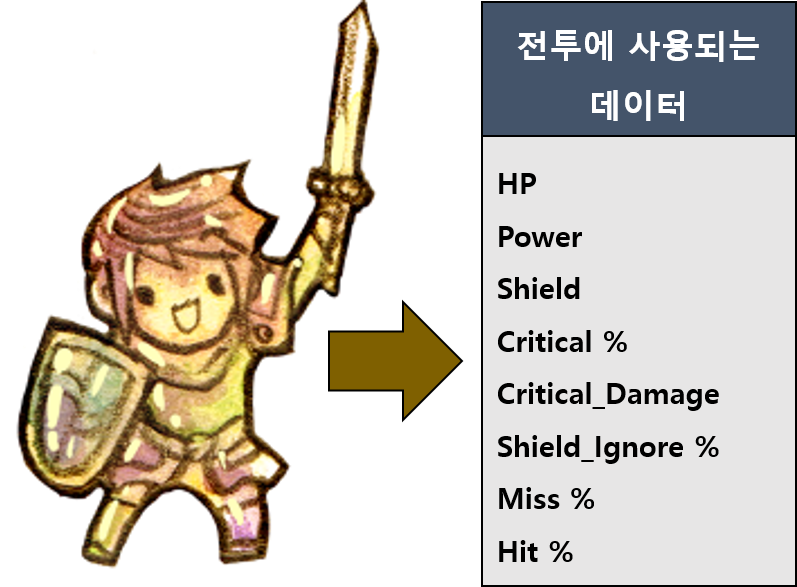 전투에 사용되는
데이터
HP
Power
Shield
Critical %
Critical_Damage
Shield_Ignore %
Miss %
Hit %